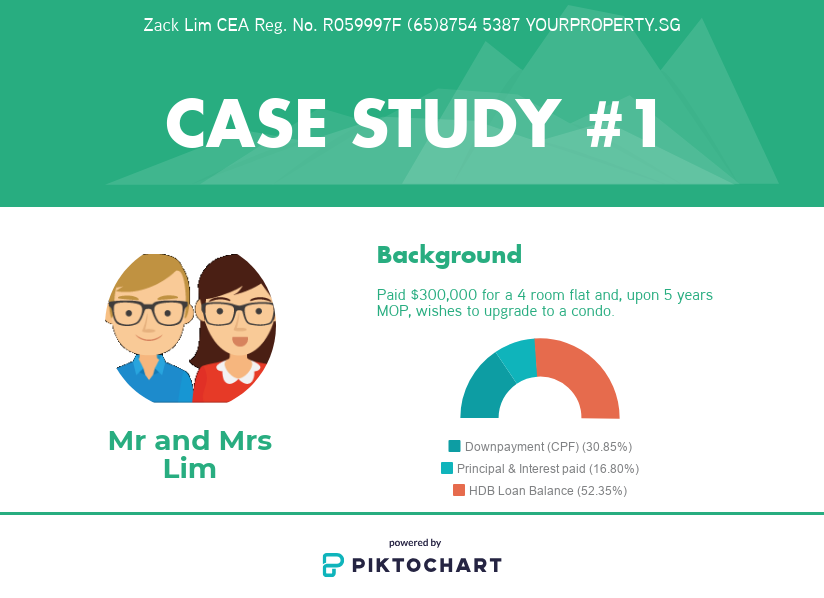 Zack Lim CEA Reg. No. R059997F (65)8754 5387 YOURPROPERTY.SG
CASE STUDY #1
Background
Paid $300,000 for a 4 room flat and, upon 5 years
MOP, wishes to upgrade to a condo.
Mr and Mrs
Lim
Downpayment (CPF) (30.85%)
Principal & Interest paid (16.80%)
HDB Loan Balance (52.35%)
powered by
PIKTOCHART